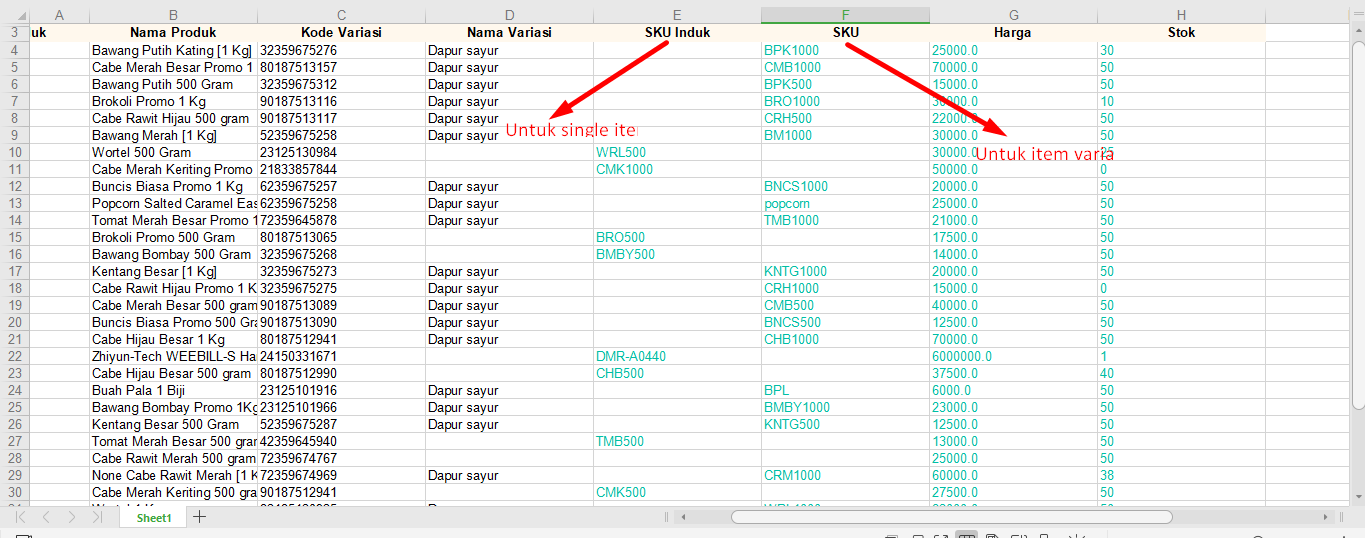 A B C D E F G H
3 uk Nama Produk Kode Variasi Nama Variasi SKU Induk SKU Harga Stok
4 Bawang Putih Kating [1 Kg] 32359675276 Dapur sayur BPK1000 25000.0 30
5 Cabe Merah Besar Promo 1 80187513157 Dapur sayur CMB1000 70000.0 50
6 Bawang Putih 500 Gram 32359675312 Dapur sayur BPK500 15000.0 50
7 Brokoli Promo 1 Kg 90187513116 Dapur sayur BRO1000 30000.0 10
8 Cabe Rawit Hijau 500 gram 90187513117 Dapur sayur CRH500 22000.0 50
9 Bawang Merah [1 Kg] 52359675258 Dapur sayur BM1000 30000.0 50
Untuk single ite
10 Wortel 500 Gram 23125130984 WRL500 30000.0 25
Untuk item varia
11 Cabe Merah Keriting Promo 21833857844 CMK1000 50000.0 0
12 Buncis Biasa Promo 1 Kg 62359675257 Dapur sayur BNCS1000 20000.0 50
13 Popcorn Salted Caramel Eas 62359675258 Dapur sayur popcorn 25000.0 50
14 Tomat Merah Besar Promo 1 72359645878 Dapur sayur TMB1000 21000.0 50
15 Brokoli Promo 500 Gram 80187513065 BRO500 17500.0 50
16 Bawang Bombay 500 Gram 32359675268 BMBY500 14000.0 50
17 Kentang Besar [1 Kg] 32359675273 Dapur sayur KNTG1000 20000.0 50
18 Cabe Rawit Hijau Promo 1 K 32359675275 Dapur sayur CRH1000 15000.0 0
19 Cabe Merah Besar 500 gram 90187513089 Dapur sayur CMB500 40000.0 50
20 Buncis Biasa Promo 500 Gra 90187513090 Dapur sayur BNCS500 12500.0 50
21 Cabe Hijau Besar 1 Kg 80187512941 Dapur sayur CHB1000 70000.0 50
22 Zhiyun-Tech WEEBILL-S Ha 24150331671 DMR-A0440 6000000.0 1
23 Cabe Hijau Besar 500 gram 80187512990 CHB500 37500.0 40
24 Buah Pala 1 Biji 23125101916 Dapur sayur BPL 6000.0 50
25 Bawang Bombay Promo 1Kg 23125101966 Dapur sayur BMBY1000 23000.0 50
26 Kentang Besar 500 Gram 52359675287 Dapur sayur KNTG500 12500.0 50
27 Tomat Merah Besar 500 gran 42359645940 TMB500 13000.0 50
28 Cabe Rawit Merah 500 gram 72359674767 25000.0 50
29 None Cabe Rawit Merah [1 K 72359674969 Dapur sayur CRM1000 60000.0 38
30 Cabe Merah Keriting 500 gra 90187512941 CMK500 27500.0 50
Sheet1